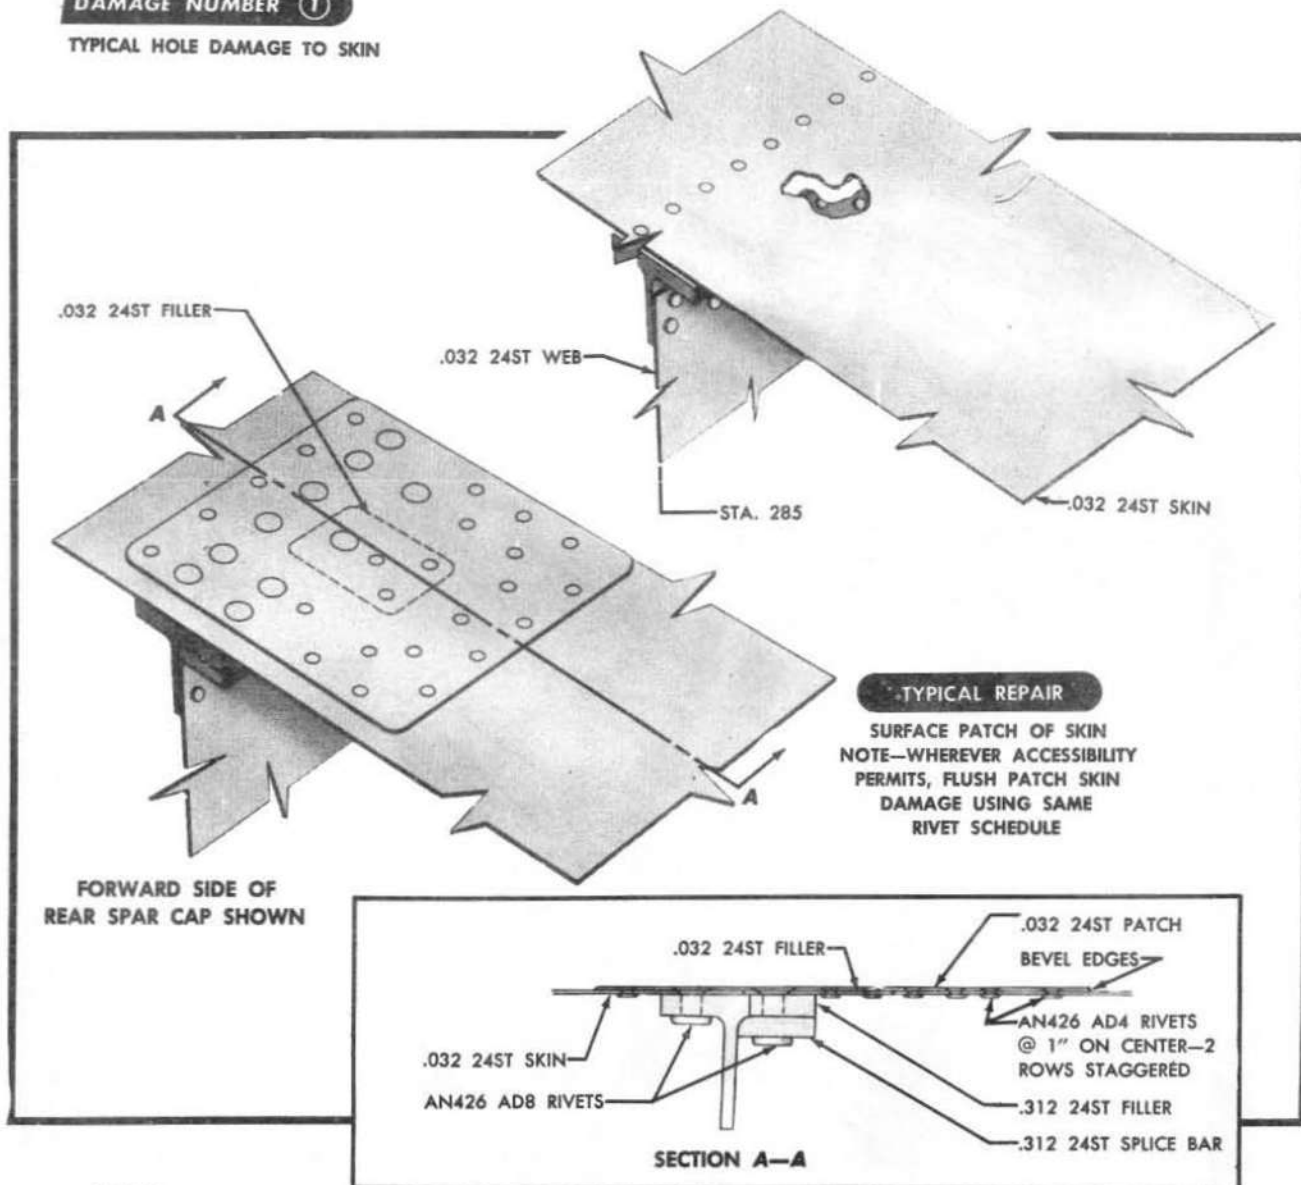 DAMAGE NUMBER 1
TYPICAL HOLE DAMAGE TO SKIN
.032 24ST FILLER
.032 24ST WEB
A
STA. 285
.032 24ST SKIN
TYPICAL REPAIR
SURFACE PATCH OF SKIN
NOTE—WHEREVER ACCESSIBILITY
PERMITS, FLUSH PATCH SKIN
DAMAGE USING SAME
RIVET SCHEDULE
A
FORWARD SIDE OF
REAR SPAR CAP SHOWN
.032 24ST FILLER
.032 24ST PATCH
BEVEL EDGES
AN426 AD4 RIVETS
@ 1" ON CENTER—2
ROWS STAGGERED
.032 24ST SKIN
AN426 AD8 RIVETS
.312 24ST FILLER
.312 24ST SPLICE BAR
SECTION A—A